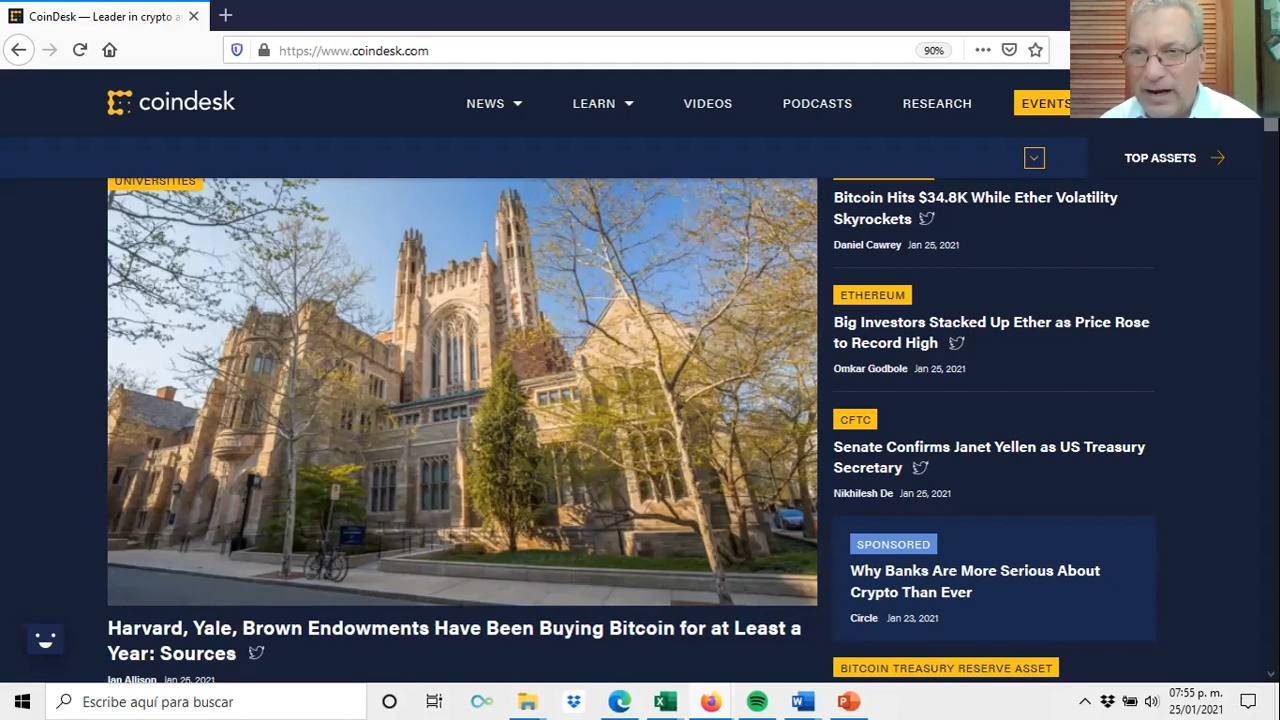 CoinDesk — Leader in crypto a
https://www.coindesk.com
90%
coindesk
NEWS
LEARN
VIDEOS
PODCASTS
RESEARCH
EVENTS
TOP ASSETS
UNIVERSITIES
Harvard, Yale, Brown Endowments Have Been Buying Bitcoin for at Least a
Year: Sources
Ian Allison Jan 25, 2021
Bitcoin Hits $34.8K While Ether Volatility
Skyrockets
Daniel Cawrey Jan 25, 2021
ETHEREUM
Big Investors Stacked Up Ether as Price Rose
to Record High
Omkar Godbole Jan 25, 2021
CFTC
Senate Confirms Janet Yellen as US Treasury
Secretary
Nikhilesh De Jan 25, 2021
SPONSORED
Why Banks Are More Serious About
Crypto Than Ever
Circle Jan 23, 2021
BITCOIN TREASURY RESERVE ASSET
Escribe aquí para buscar
07:55 p. m.
25/01/2021